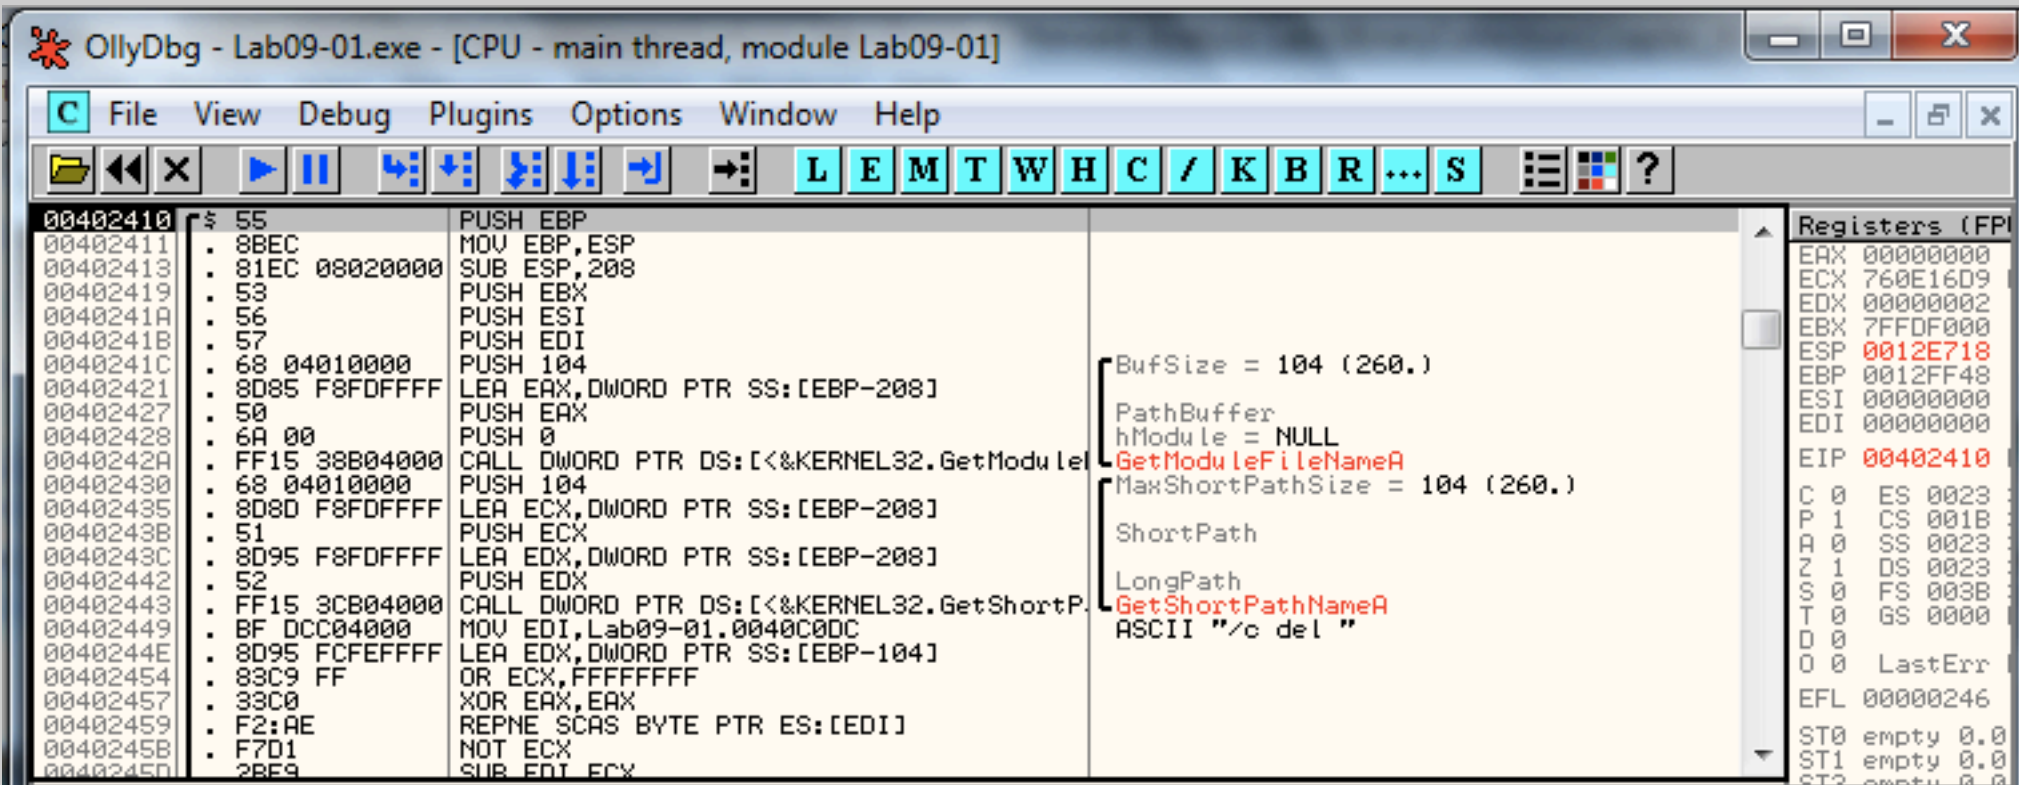 OllyDbg - Lab09-01.exe - [CPU - main thread, module Lab09-01]
C File View Debug Plugins Options Window Help
L E M T W H C / K B R ... S ?
00402410 $ 55 PUSH EBP
00402411 . 8BEC MOV EBP,ESP
00402413 . 81EC 08020000 SUB ESP,208
00402419 . 53 PUSH EBX
0040241A . 56 PUSH ESI
0040241B . 57 PUSH EDI
0040241C . 68 04010000 PUSH 104 BufSize = 104 (260.)
00402421 . 8D85 F8FDFFFF LEA EAX,DWORD PTR SS:[EBP-208]
00402427 . 50 PUSH EAX PathBuffer
00402428 . 6A 00 PUSH 0 hModule = NULL
0040242A . FF15 38B04000 CALL DWORD PTR DS:[<&KERNEL32.GetModule GetModuleFileNameA
00402430 . 68 04010000 PUSH 104 MaxShortPathSize = 104 (260.)
00402435 . 8D8D F8FDFFFF LEA ECX,DWORD PTR SS:[EBP-208]
0040243B . 51 PUSH ECX ShortPath
0040243C . 8D95 F8FDFFFF LEA EDX,DWORD PTR SS:[EBP-208]
00402442 . 52 PUSH EDX LongPath
00402443 . FF15 3CB04000 CALL DWORD PTR DS:[<&KERNEL32.GetShortP. GetShortPathNameA
00402449 . BF DCC04000 MOV EDI,Lab09-01.0040C0DC ASCII "/c del "
0040244E . 8D95 FCFEFFFF LEA EDX,DWORD PTR SS:[EBP-104]
00402454 . 83C9 FF OR ECX,FFFFFFFF
00402457 . 33C0 XOR EAX,EAX
00402459 . F2:AE REPNE SCAS BYTE PTR ES:[EDI]
0040245B . F7D1 NOT ECX
0040245D . 2BF9 SUB EDI,ECX
Registers (FPU
EAX 00000000
ECX 760E16D9
EDX 00000002
EBX 7FFDF000
ESP 0012E718
EBP 0012FF48
ESI 00000000
EDI 00000000
EIP 00402410
C 0 ES 0023
P 1 CS 001B
A 0 SS 0023
Z 1 DS 0023
S 0 FS 003B
T 0 GS 0000
D 0
O 0 LastErr
EFL 00000246
ST0 empty 0.0
ST1 empty 0.0
ST2 empty 0.0